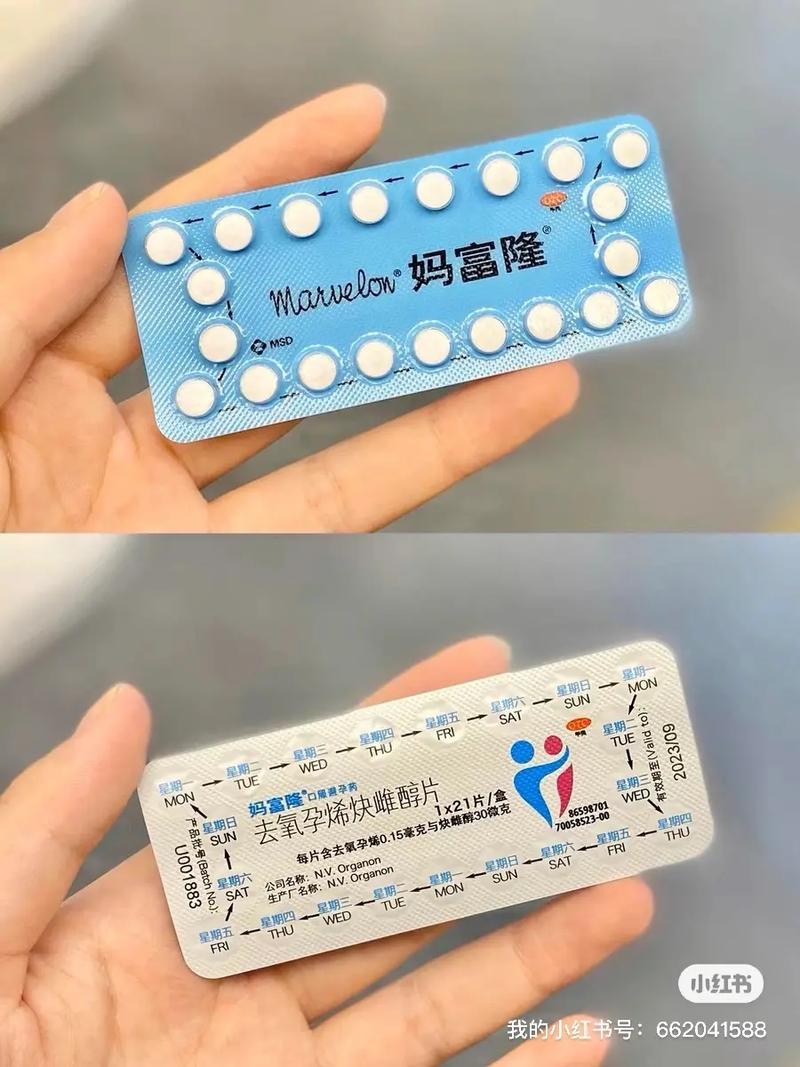 OTC
甲类
Marvelon® 妈富隆®
MSD
星期一
MON
星期二
TUE
星期三
WED
星期四
THU
星期五
FRI
星期六
SAT
星期日
SUN
星期一
MON
星期二
TUE
星期三
WED
星期四
THU
星期五
FRI
星期六
SAT
星期日
SUN
星期一
MON
星期二
TUE
星期三
WED
星期四
THU
星期五
FRI
星期六
SAT
星期日
SUN
产品批号(Batch No.):
U001883
妈富隆®口服避孕药
去氧孕烯炔雌醇片
1x21片/盒
每片含去氧孕烯0.15毫克与炔雌醇30微克
公司名称: N.V. Organon
生产厂名称: N.V. Organon
OTC
甲类
86598701
70058523-00
有效期至(Valid to):
2023/09
小红书
我的小红书号: 662041588